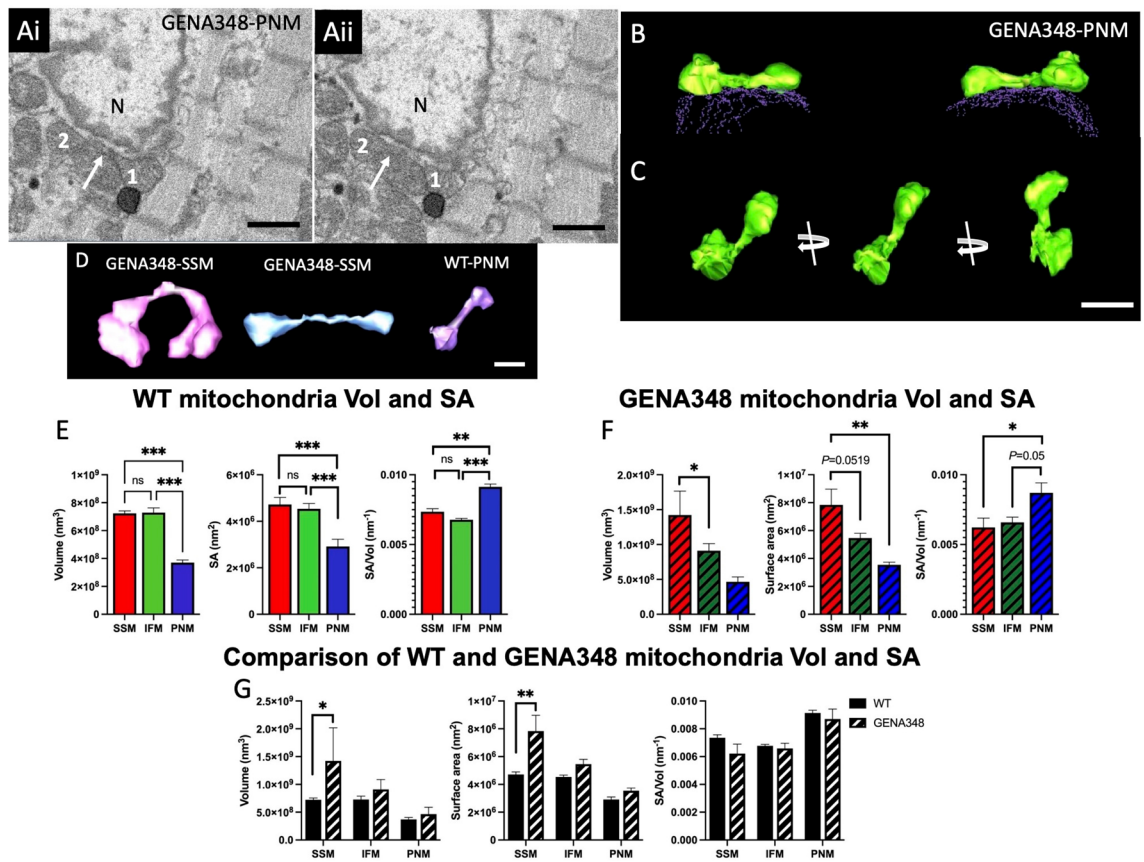 Ai
GENA348-PNM
N
2
1
Aii
N
2
1
B
GENA348-PNM
C
D
GENA348-SSM
GENA348-SSM
WT-PNM
WT mitochondria Vol and SA
E
Volume (nm³)
1×10⁹
8×10⁸
6×10⁸
4×10⁸
2×10⁸
0
***
ns
***
SSM IFM PNM
SA (nm²)
6×10⁶
4×10⁶
2×10⁶
0
***
ns
***
SSM IFM PNM
SA/Vol (nm⁻¹)
0.010
0.005
0.000
**
ns
***
SSM IFM PNM
GENA348 mitochondria Vol and SA
F
Volume (nm³)
2.0×10⁹
1.5×10⁹
1.0×10⁹
5.0×10⁸
0.0
*
SSM IFM PNM
Surface area (nm²)
1×10⁷
8×10⁶
6×10⁶
4×10⁶
2×10⁶
0
**
P=0.0519
SSM IFM PNM
SA/Vol (nm⁻¹)
0.010
0.005
0.000
*
P=0.05
SSM IFM PNM
Comparison of WT and GENA348 mitochondria Vol and SA
G
Volume (nm³)
2.5×10⁹
2.0×10⁹
1.5×10⁹
1.0×10⁹
5.0×10⁸
0.0
*
SSM IFM PNM
Surface area (nm²)
1×10⁷
8×10⁶
6×10⁶
4×10⁶
2×10⁶
0
**
SSM IFM PNM
SA/Vol (nm⁻¹)
0.010
0.008
0.006
0.004
0.002
0.000
SSM IFM PNM
WT
GENA348